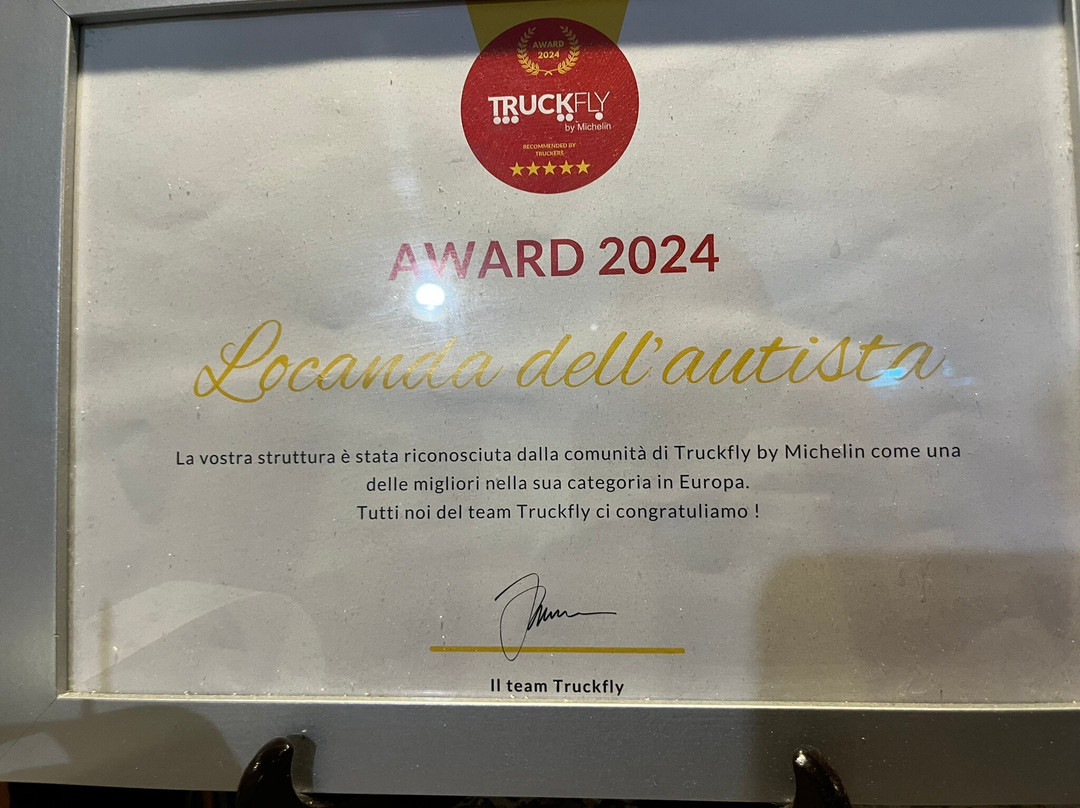 AWARD
2024
TRUCKFLY
by Michelin
RECOMMENDED BY
TRUCKERS
AWARD 2024
Locanda dell'autista
La vostra struttura è stata riconosciuta dalla comunità di Truckfly by Michelin come una
delle migliori nella sua categoria in Europa.
Tutti noi del team Truckfly ci congratuliamo !
Il team Truckfly